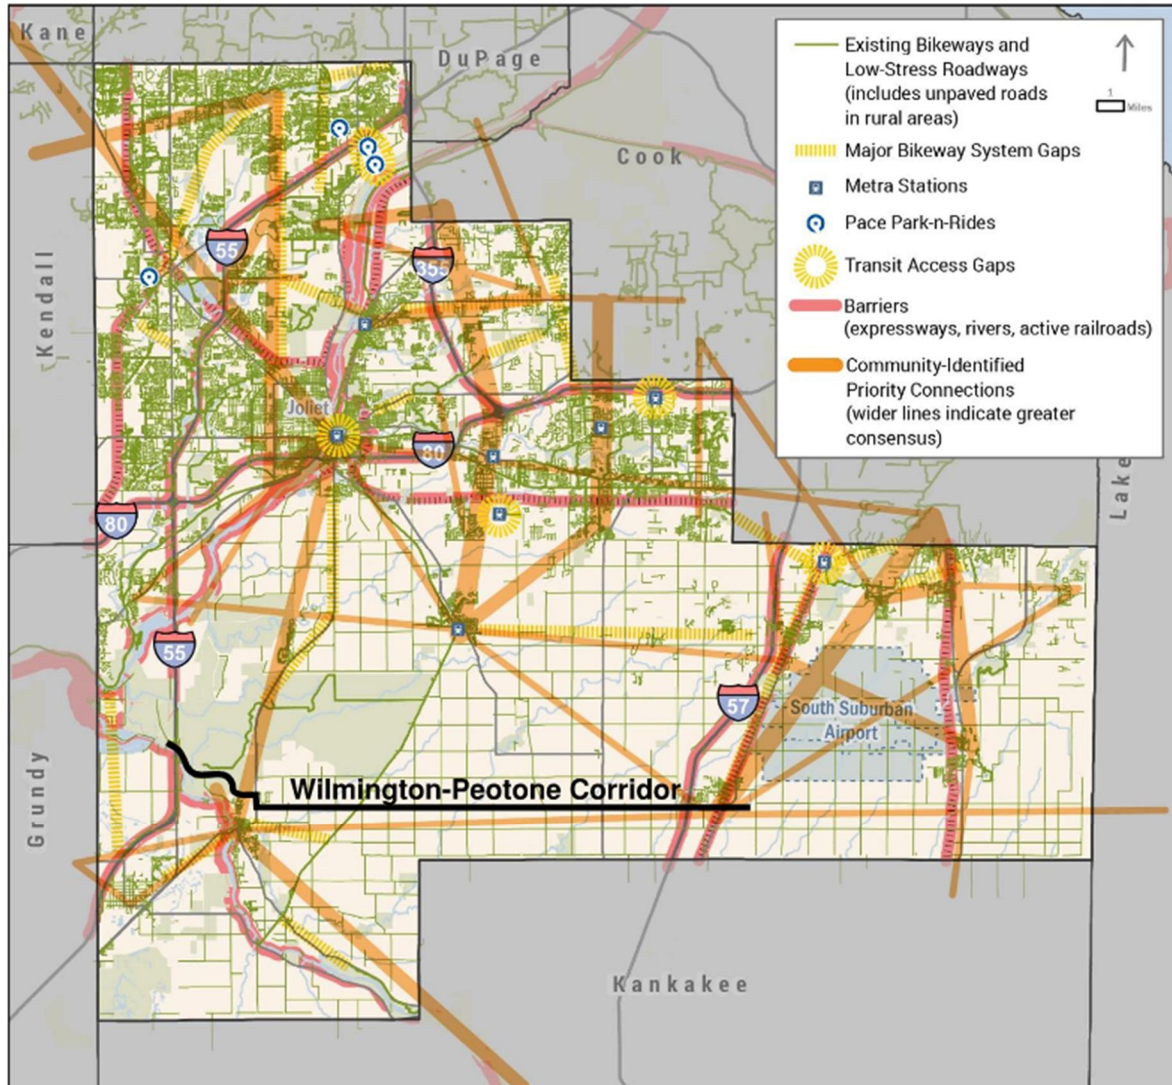 Kane
DuPage
Cook
Kendall
Grundy
Lake
Kankakee
Existing Bikeways and
Low-Stress Roadways
(includes unpaved roads
in rural areas)
1
Miles
Major Bikeway System Gaps
Metra Stations
Pace Park-n-Rides
Transit Access Gaps
Barriers
(expressways, rivers, active railroads)
Community-Identified
Priority Connections
(wider lines indicate greater
consensus)
55
355
Joliet
80
80
55
57
South Suburban
Airport
Wilmington-Peotone Corridor